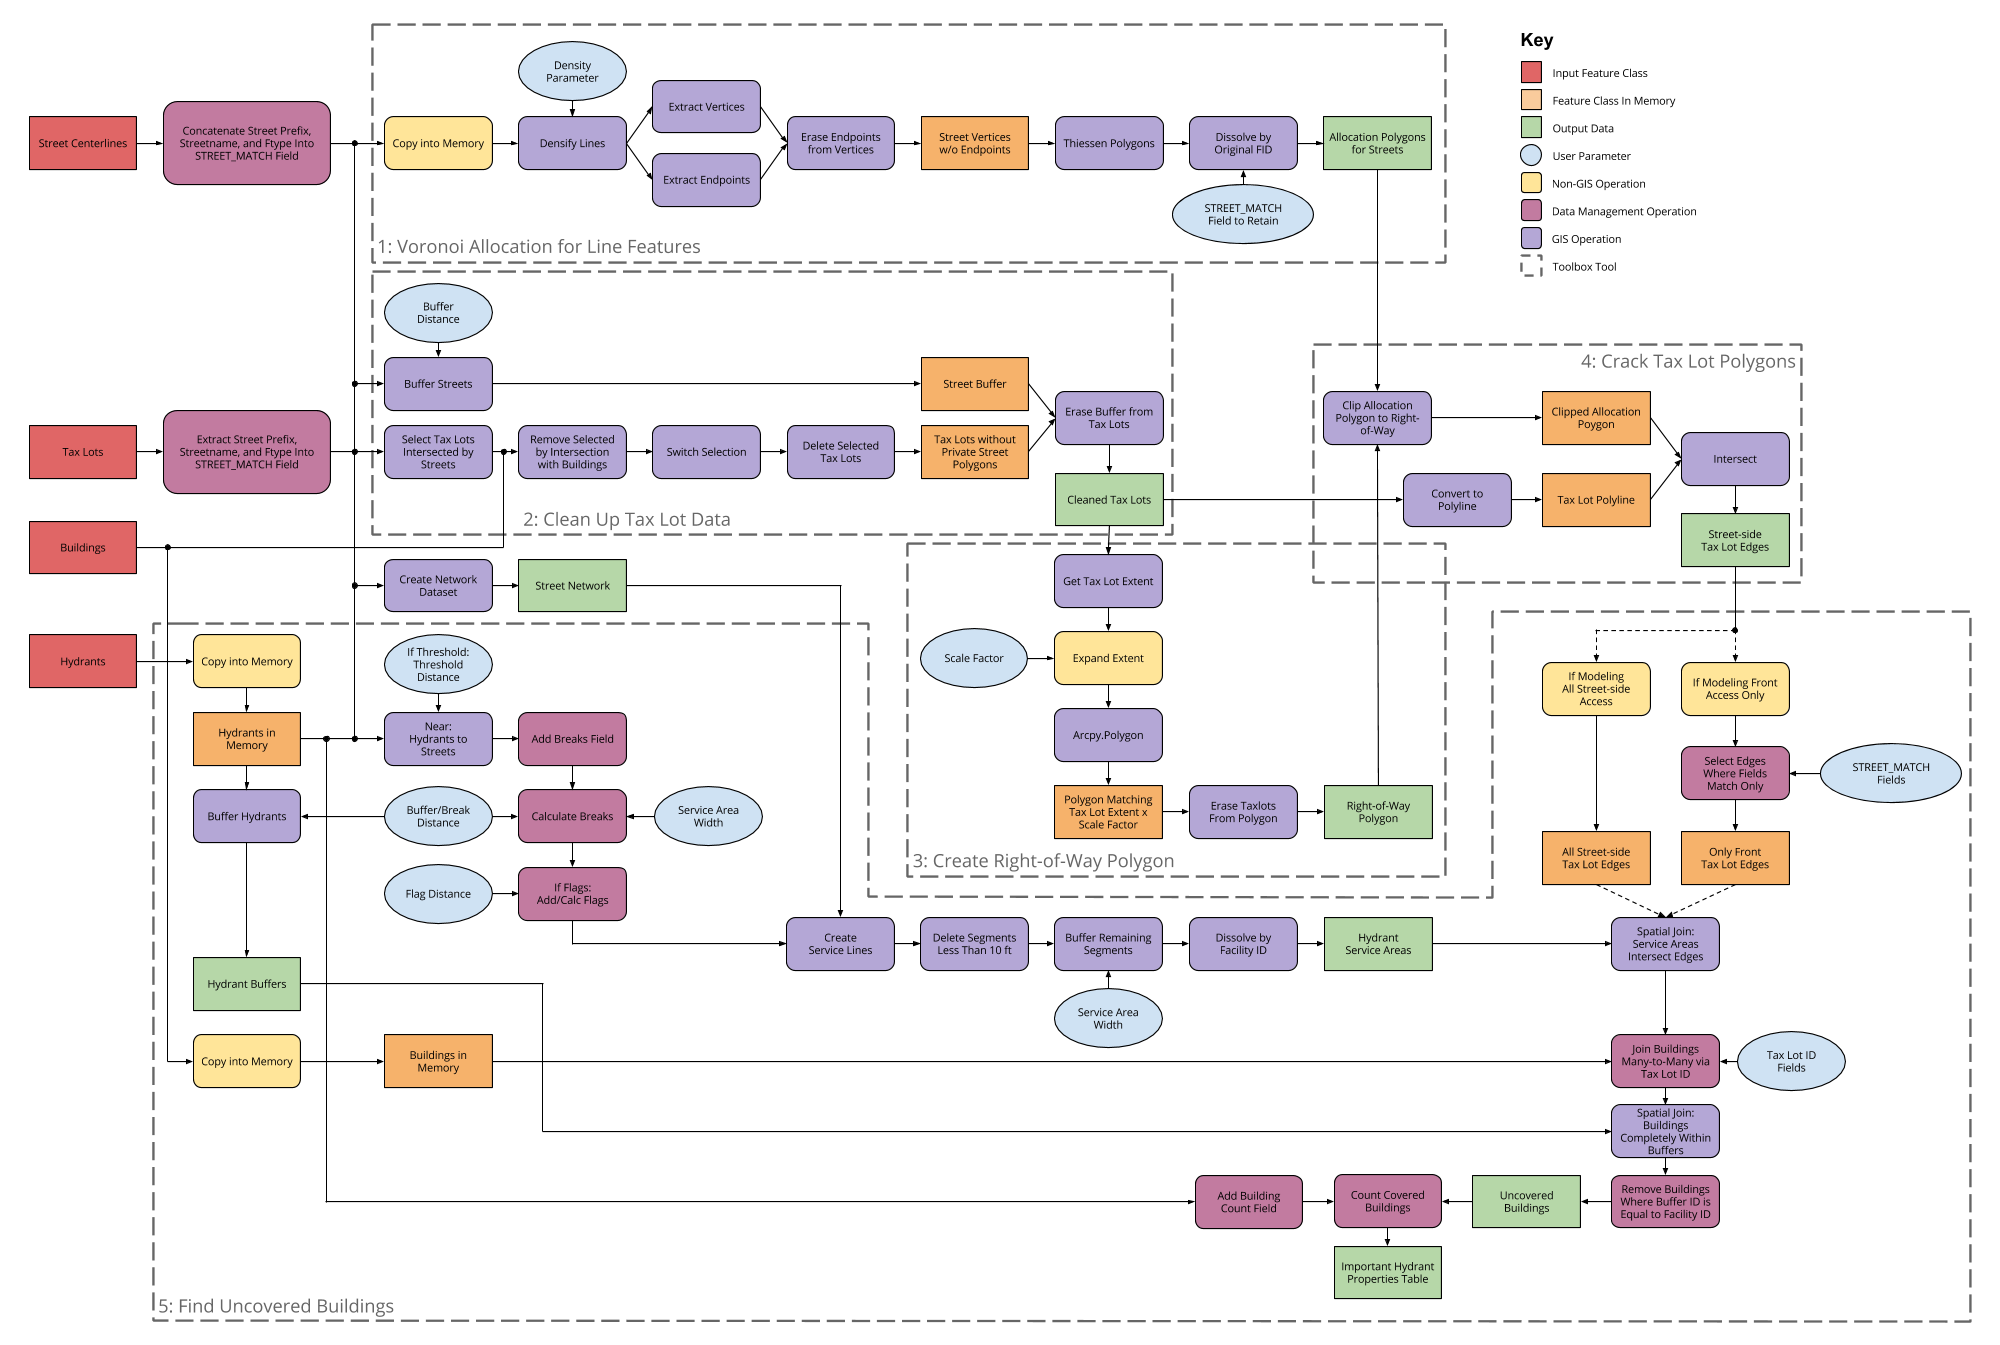 Key
Input Feature Class
Feature Class In Memory
Output Data
User Parameter
Non-GIS Operation
Data Management Operation
GIS Operation
Toolbox Tool
Street Centerlines
Concatenate Street Prefix,
Streetname, and Ftype Into
STREET_MATCH Field
Copy into Memory
Density
Parameter
Densify Lines
Extract Vertices
Extract Endpoints
Erase Endpoints
from Vertices
Street Vertices
w/o Endpoints
Thiessen Polygons
Dissolve by
Original FID
STREET_MATCH
Field to Retain
Allocation Polygons
for Streets
1: Voronoi Allocation for Line Features
Buffer
Distance
Buffer Streets
Street Buffer
Tax Lots
Extract Street Prefix,
Streetname, and Ftype Into
STREET_MATCH Field
Select Tax Lots
Intersected by
Streets
Remove Selected
by Intersection
with Buildings
Switch Selection
Delete Selected
Tax Lots
Tax Lots without
Private Street
Polygons
Erase Buffer from
Tax Lots
Cleaned Tax Lots
2: Clean Up Tax Lot Data
4: Crack Tax Lot Polygons
Clip Allocation
Polygon to Right-
of-Way
Clipped Allocation
Poygon
Convert to
Polyline
Tax Lot Polyline
Intersect
Street-side
Tax Lot Edges
Buildings
Create Network
Dataset
Street Network
Get Tax Lot Extent
Scale Factor
Expand Extent
Arcpy.Polygon
Polygon Matching
Tax Lot Extent x
Scale Factor
Erase Taxlots
From Polygon
Right-of-Way
Polygon
3: Create Right-of-Way Polygon
Hydrants
Copy into Memory
If Threshold:
Threshold
Distance
Hydrants in
Memory
Near:
Hydrants to
Streets
Add Breaks Field
Buffer Hydrants
Buffer/Break
Distance
Calculate Breaks
Service Area
Width
Flag Distance
If Flags:
Add/Calc Flags
If Modeling
All Street-side
Access
If Modeling Front
Access Only
Select Edges
Where Fields
Match Only
STREET_MATCH
Fields
All Street-side
Tax Lot Edges
Only Front
Tax Lot Edges
Create
Service Lines
Delete Segments
Less Than 10 ft
Buffer Remaining
Segments
Service Area
Width
Dissolve by
Facility ID
Hydrant
Service Areas
Spatial Join:
Service Areas
Intersect Edges
Hydrant Buffers
Copy into Memory
Buildings in
Memory
Join Buildings
Many-to-Many via
Tax Lot ID
Tax Lot ID
Fields
Spatial Join:
Buildings
Completely Within
Buffers
Add Building
Count Field
Count Covered
Buildings
Uncovered
Buildings
Remove Buildings
Where Buffer ID is
Equal to Facility ID
Important Hydrant
Properties Table
5: Find Uncovered Buildings